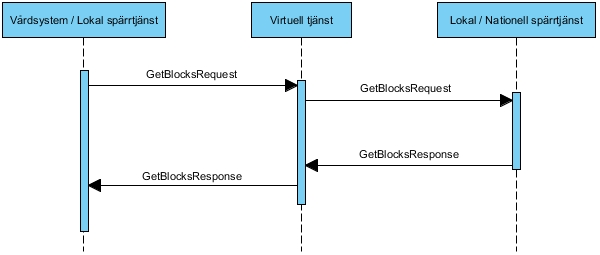 Vårdsystem / Lokal spärrtjänst
Virtuell tjänst
Lokal / Nationell spärrtjänst
GetBlocksRequest
GetBlocksRequest
GetBlocksResponse
GetBlocksResponse